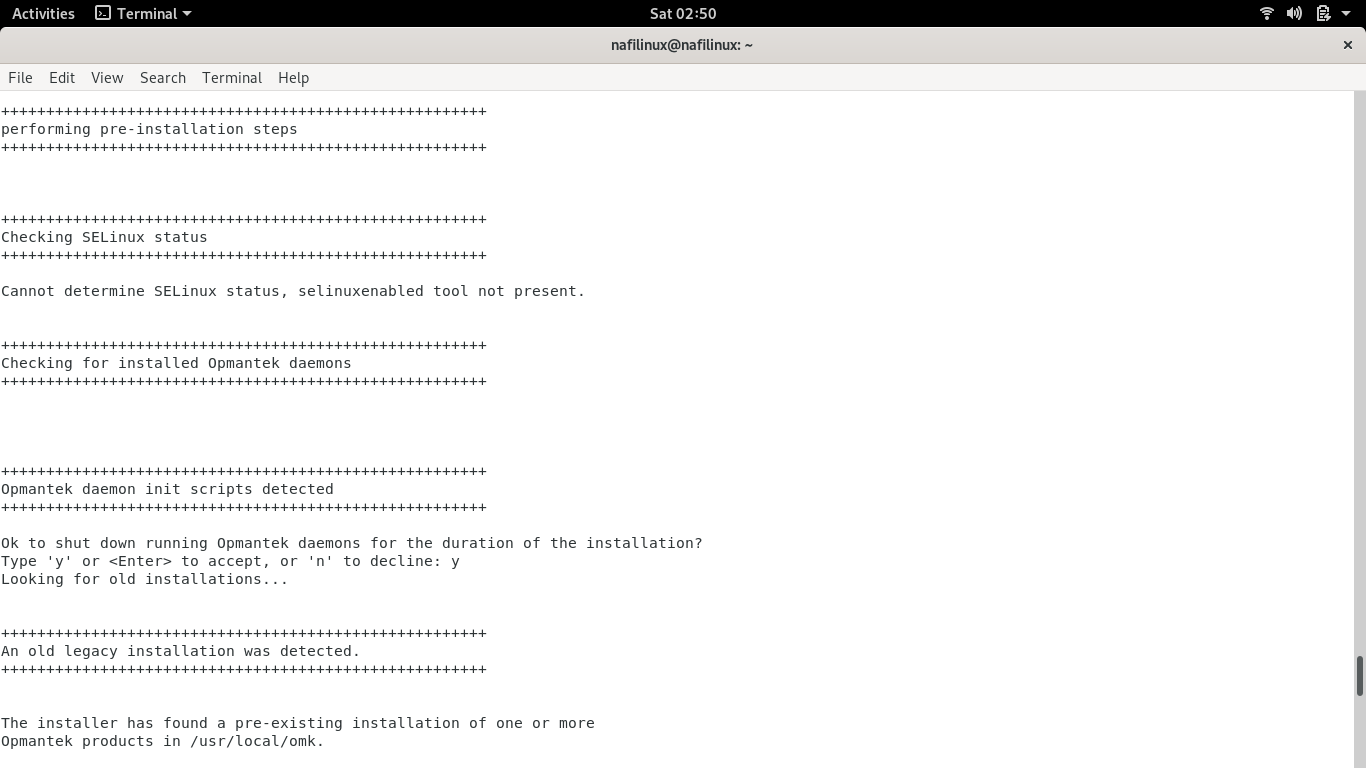 Activities Terminal Sat 02:50
nafilinux@nafilinux: ~ ×
File Edit View Search Terminal Help
++++++++++++++++++++++++++++++++++++++++++++++++++++++
performing pre-installation steps
++++++++++++++++++++++++++++++++++++++++++++++++++++++
++++++++++++++++++++++++++++++++++++++++++++++++++++++
Checking SELinux status
++++++++++++++++++++++++++++++++++++++++++++++++++++++
Cannot determine SELinux status, selinuxenabled tool not present.
++++++++++++++++++++++++++++++++++++++++++++++++++++++
Checking for installed Opmantek daemons
++++++++++++++++++++++++++++++++++++++++++++++++++++++
++++++++++++++++++++++++++++++++++++++++++++++++++++++
Opmantek daemon init scripts detected
++++++++++++++++++++++++++++++++++++++++++++++++++++++
Ok to shut down running Opmantek daemons for the duration of the installation?
Type 'y' or <Enter> to accept, or 'n' to decline: y
Looking for old installations...
++++++++++++++++++++++++++++++++++++++++++++++++++++++
An old legacy installation was detected.
++++++++++++++++++++++++++++++++++++++++++++++++++++++
The installer has found a pre-existing installation of one or more
Opmantek products in /usr/local/omk.